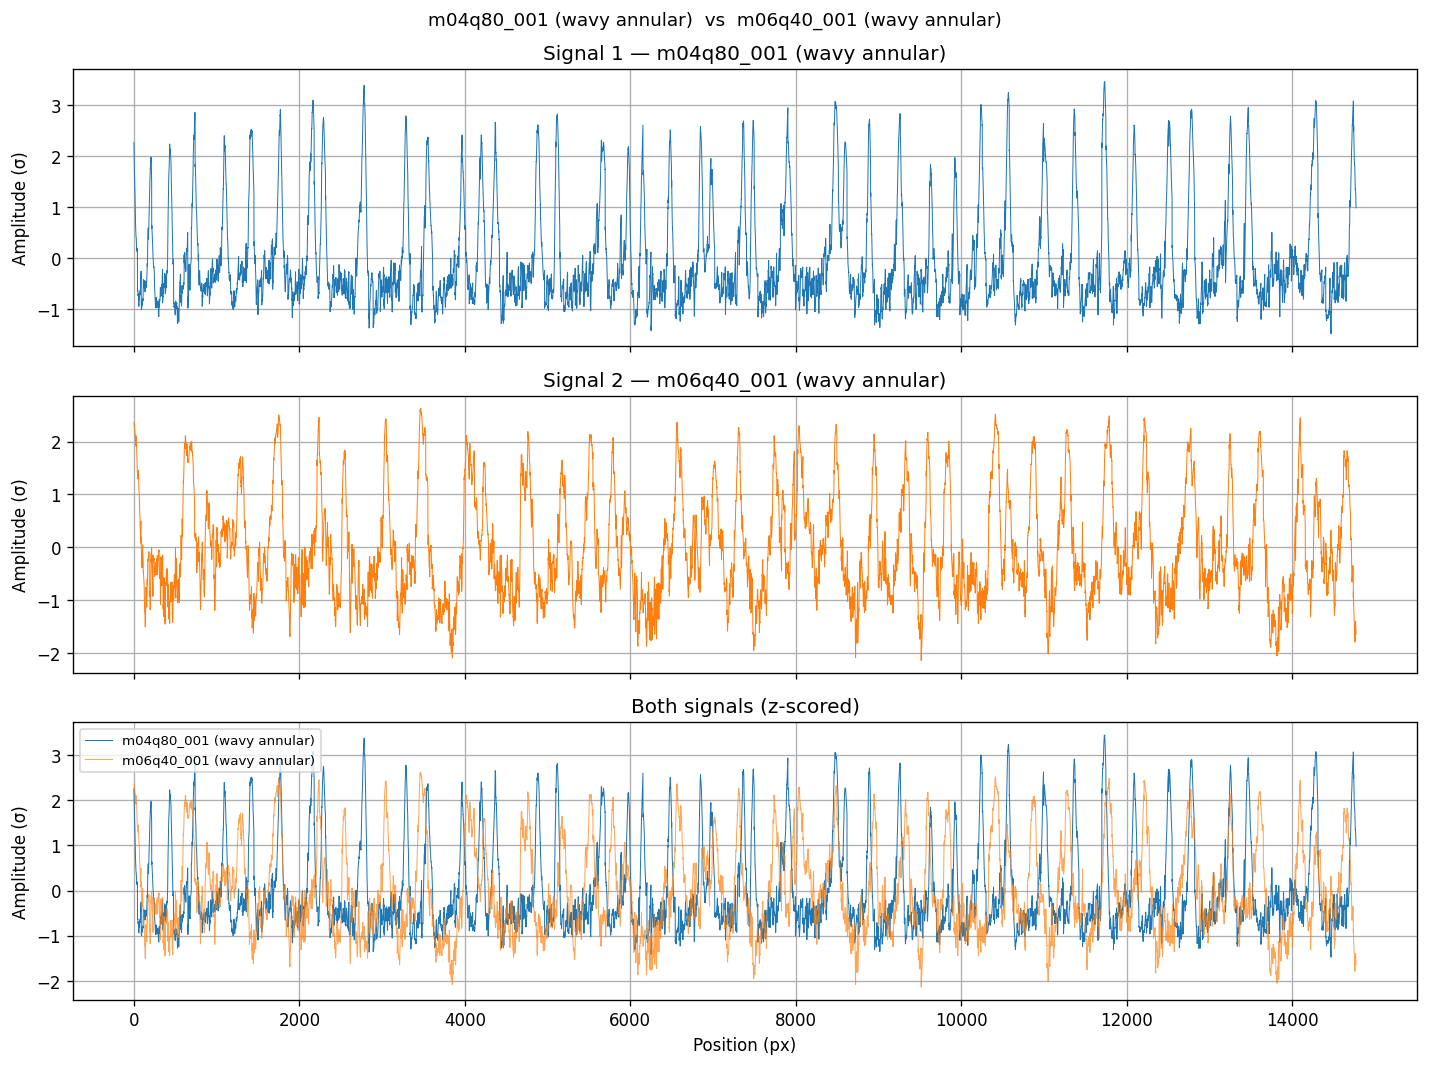 m04q80_001 (wavy annular)  vs  m06q40_001 (wavy annular)
Signal 1 — m04q80_001 (wavy annular)
3
2
1
0
−1
Amplitude (σ)
Signal 2 — m06q40_001 (wavy annular)
2
1
0
−1
−2
Amplitude (σ)
Both signals (z-scored)
m04q80_001 (wavy annular)
m06q40_001 (wavy annular)
3
2
1
0
−1
−2
Amplitude (σ)
0 2000 4000 6000 8000 10000 12000 14000
Position (px)